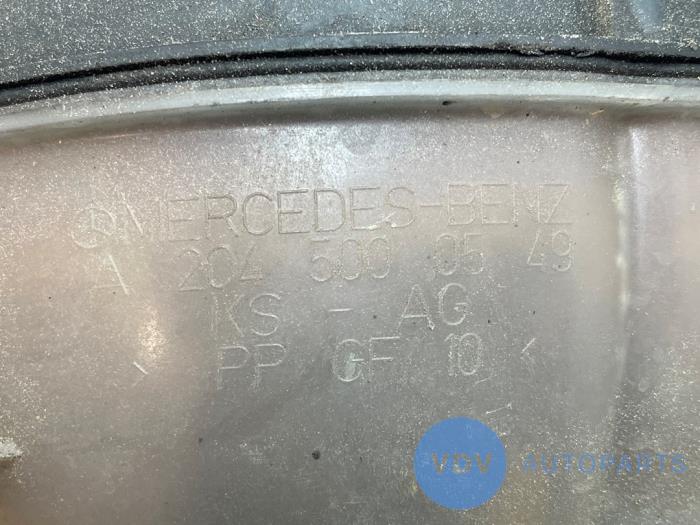 MERCEDES-BENZ
A 204 500 05 49
KS - AG
> PP GF 10 <
VDV AUTOPARTS